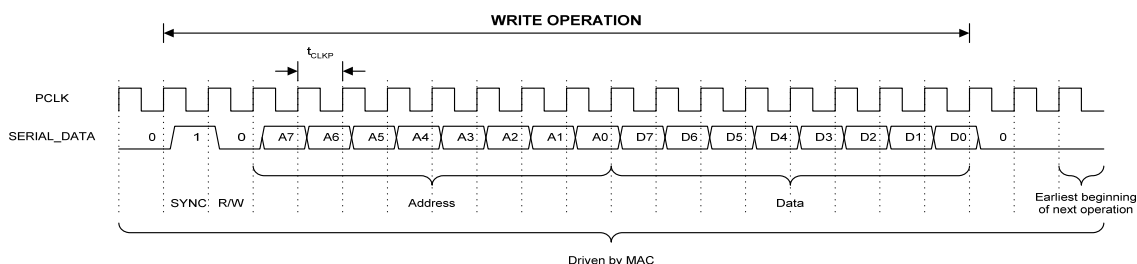 WRITE OPERATION
tCLKP
PCLK
SERIAL_DATA 0 1 0 A7 A6 A5 A4 A3 A2 A1 A0 D7 D6 D5 D4 D3 D2 D1 D0 0
SYNC R/W Address Data Earliest beginning
of next operation
Driven by MAC